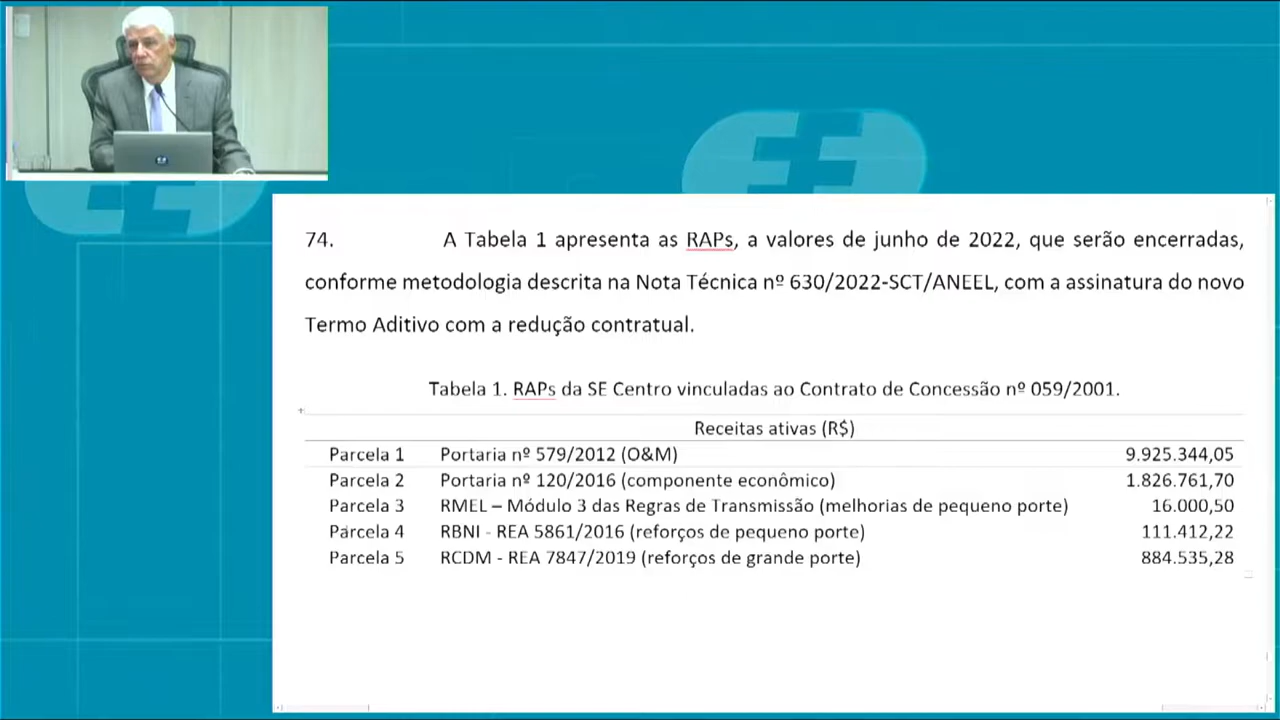 74. A Tabela 1 apresenta as RAPs, a valores de junho de 2022, que serão encerradas,
conforme metodologia descrita na Nota Técnica nº 630/2022-SCT/ANEEL, com a assinatura do novo
Termo Aditivo com a redução contratual.
Tabela 1. RAPs da SE Centro vinculadas ao Contrato de Concessão nº 059/2001.
Receitas ativas (R$)
Parcela 1 Portaria nº 579/2012 (O&M) 9.925.344,05
Parcela 2 Portaria nº 120/2016 (componente econômico) 1.826.761,70
Parcela 3 RMEL – Módulo 3 das Regras de Transmissão (melhorias de pequeno porte) 16.000,50
Parcela 4 RBNI - REA 5861/2016 (reforços de pequeno porte) 111.412,22
Parcela 5 RCDM - REA 7847/2019 (reforços de grande porte) 884.535,28